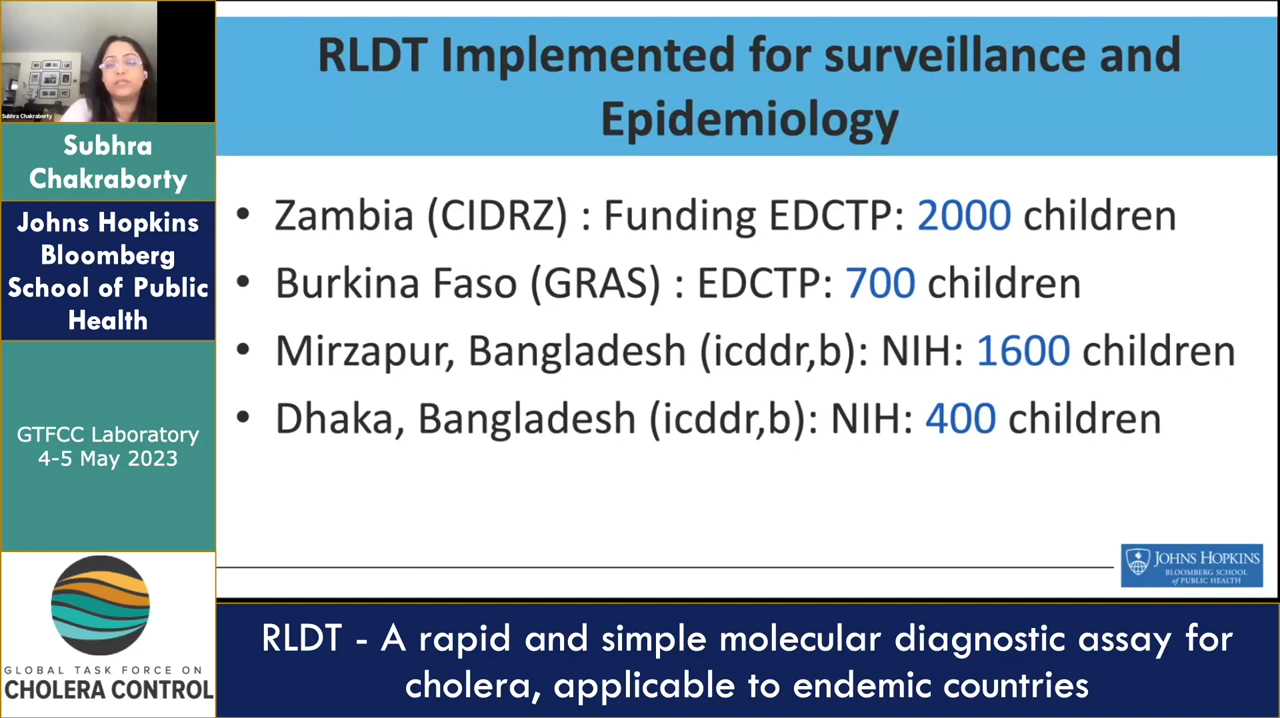 Subhra Chakraborty
Subhra
Chakraborty
Johns Hopkins
Bloomberg
School of Public
Health
GTFCC Laboratory
4-5 May 2023
GLOBAL TASK FORCE ON
CHOLERA CONTROL
RLDT Implemented for surveillance and
Epidemiology
• Zambia (CIDRZ) : Funding EDCTP: 2000 children
• Burkina Faso (GRAS) : EDCTP: 700 children
• Mirzapur, Bangladesh (icddr,b): NIH: 1600 children
• Dhaka, Bangladesh (icddr,b): NIH: 400 children
JOHNS HOPKINS
BLOOMBERG SCHOOL
of PUBLIC HEALTH
RLDT - A rapid and simple molecular diagnostic assay for
cholera, applicable to endemic countries